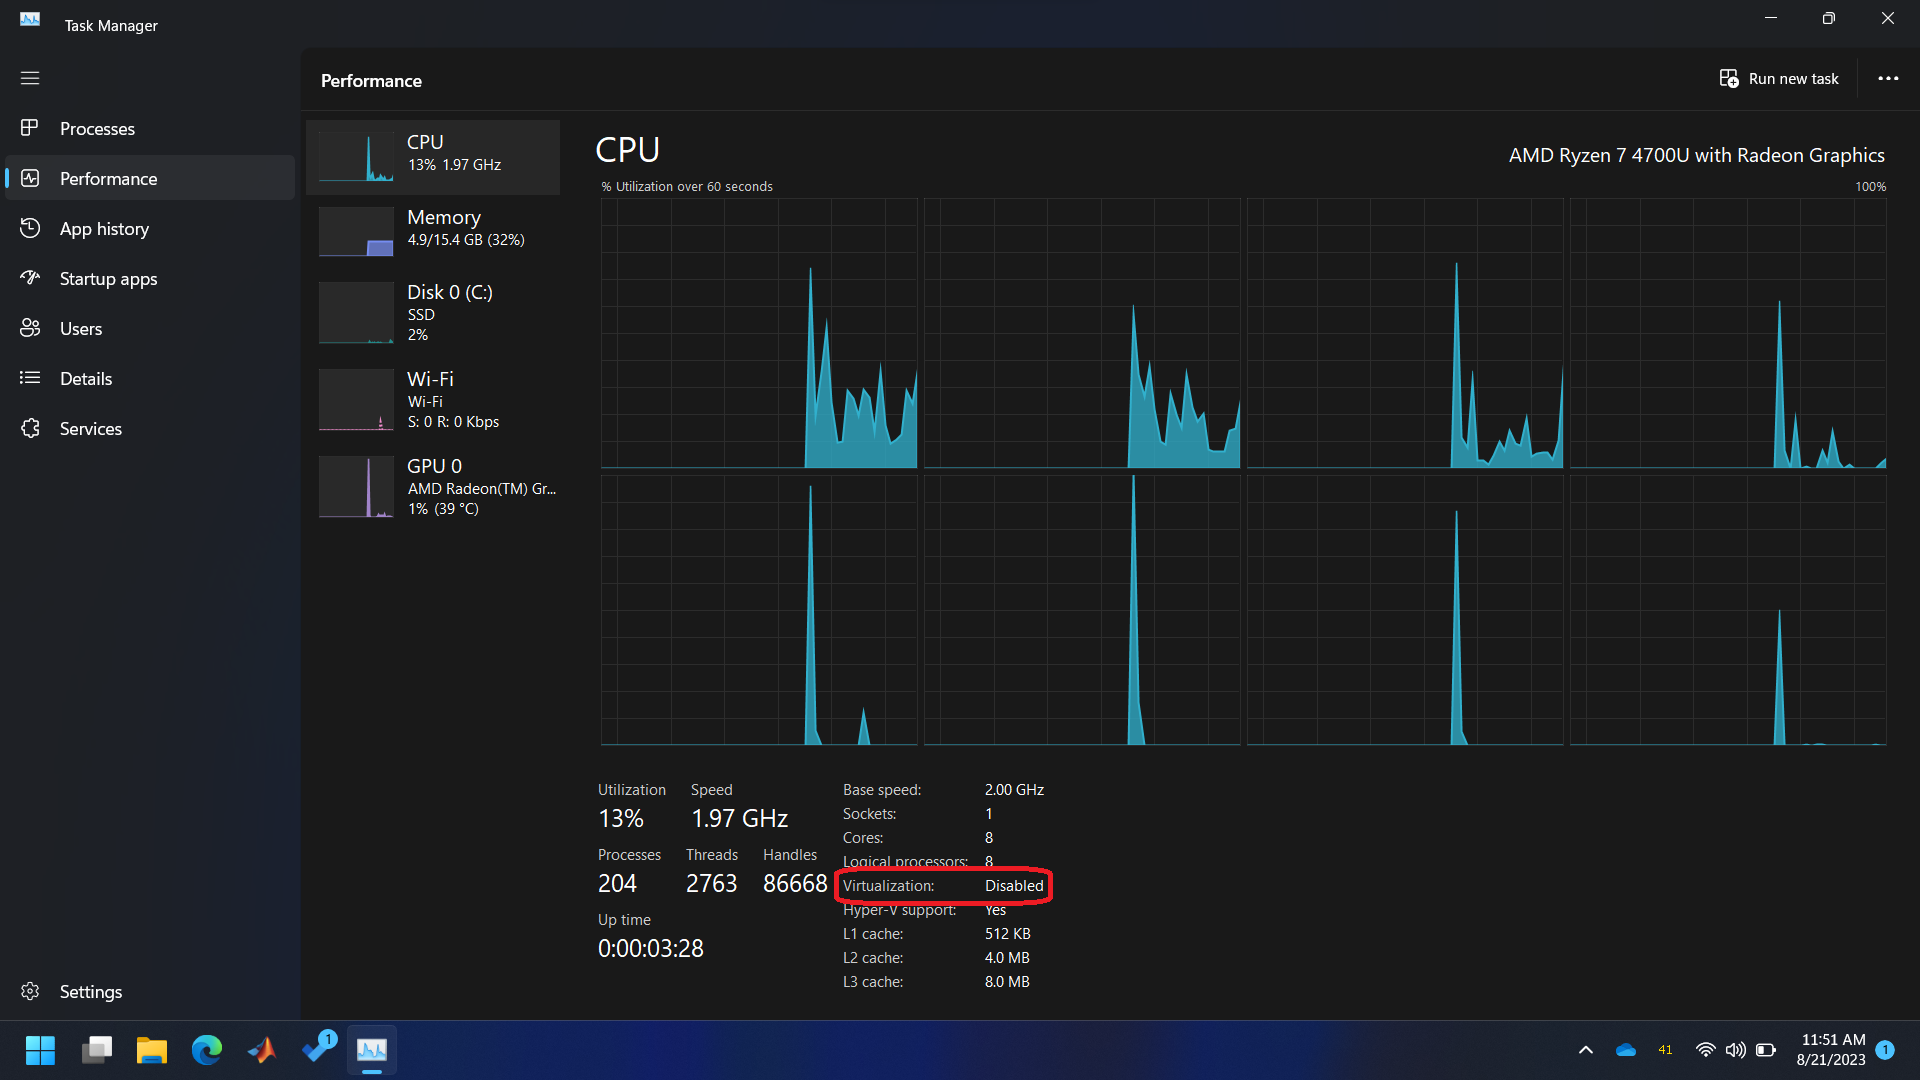 Task Manager
Performance
Run new task
Processes
Performance
App history
Startup apps
Users
Details
Services
Settings
CPU
13% 1.97 GHz
Memory
4.9/15.4 GB (32%)
Disk 0 (C:)
SSD
2%
Wi-Fi
Wi-Fi
S: 0 R: 0 Kbps
GPU 0
AMD Radeon(TM) Gr...
1% (39 °C)
CPU
AMD Ryzen 7 4700U with Radeon Graphics
% Utilization over 60 seconds
100%
Utilization Speed
13% 1.97 GHz
Processes Threads Handles
204 2763 86668
Up time
0:00:03:28
Base speed: 2.00 GHz
Sockets: 1
Cores: 8
Logical processors: 8
Virtualization: Disabled
Hyper-V support: Yes
L1 cache: 512 KB
L2 cache: 4.0 MB
L3 cache: 8.0 MB
1
41
11:51 AM
8/21/2023
1